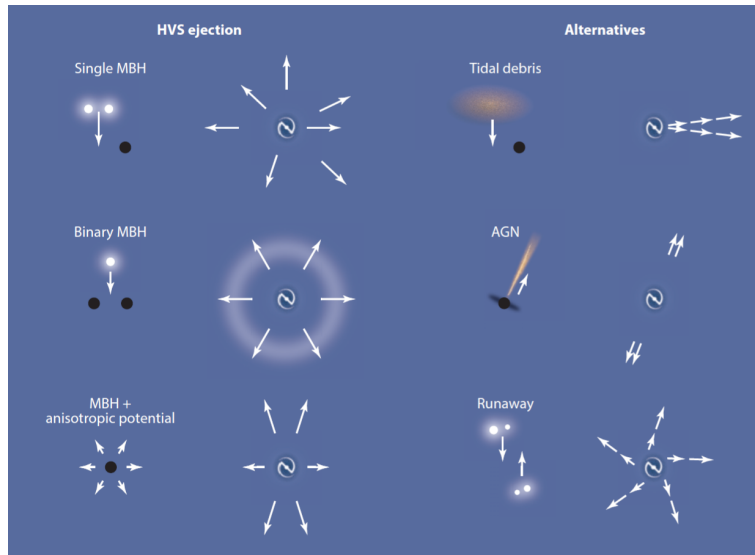 HVS ejection
Alternatives
Single MBH
Tidal debris
Binary MBH
AGN
MBH +
anisotropic potential
Runaway